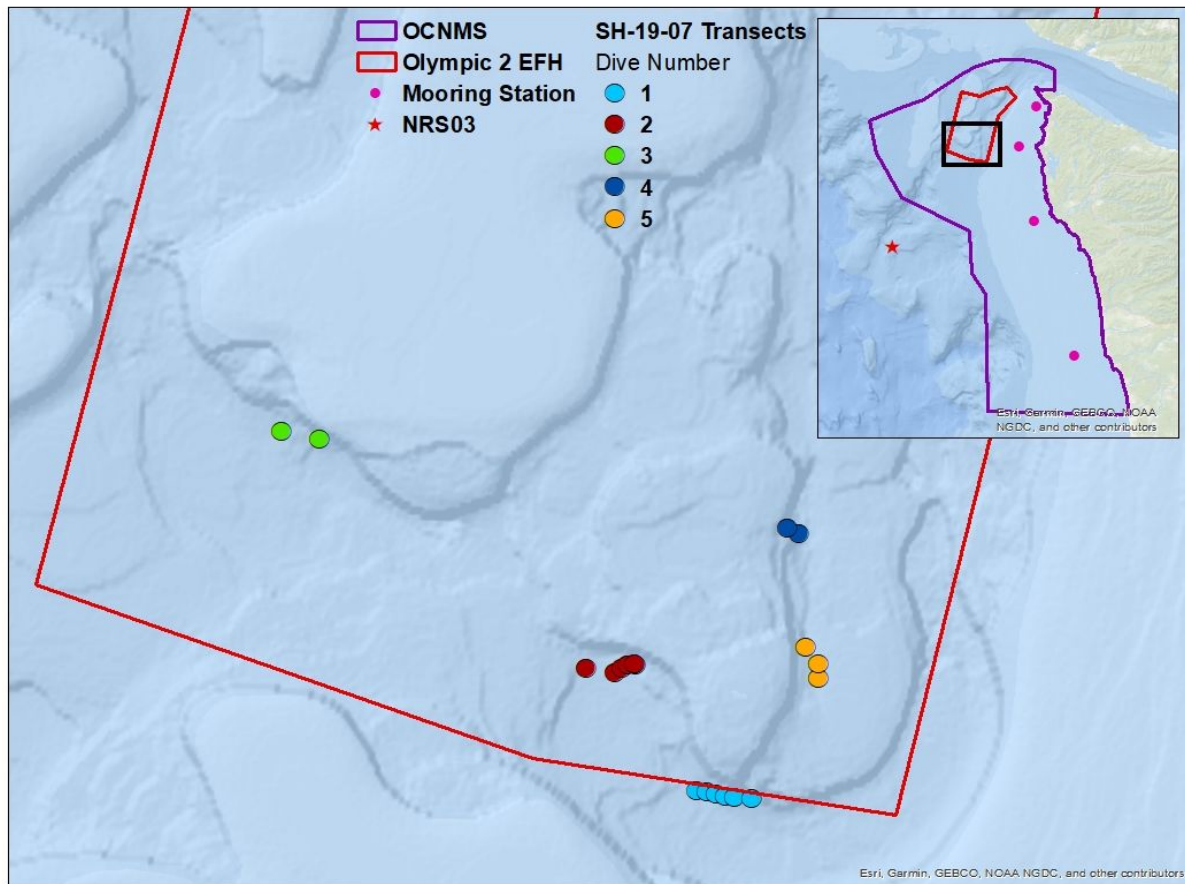 OCNMS
Olympic 2 EFH
Mooring Station
NRS03
SH-19-07 Transects
Dive Number
1
2
3
4
5
Esri, Garmin, GEBCO, NOAA
NGDC, and other contributors
Esri, Garmin, GEBCO, NOAA NGDC, and other contributors